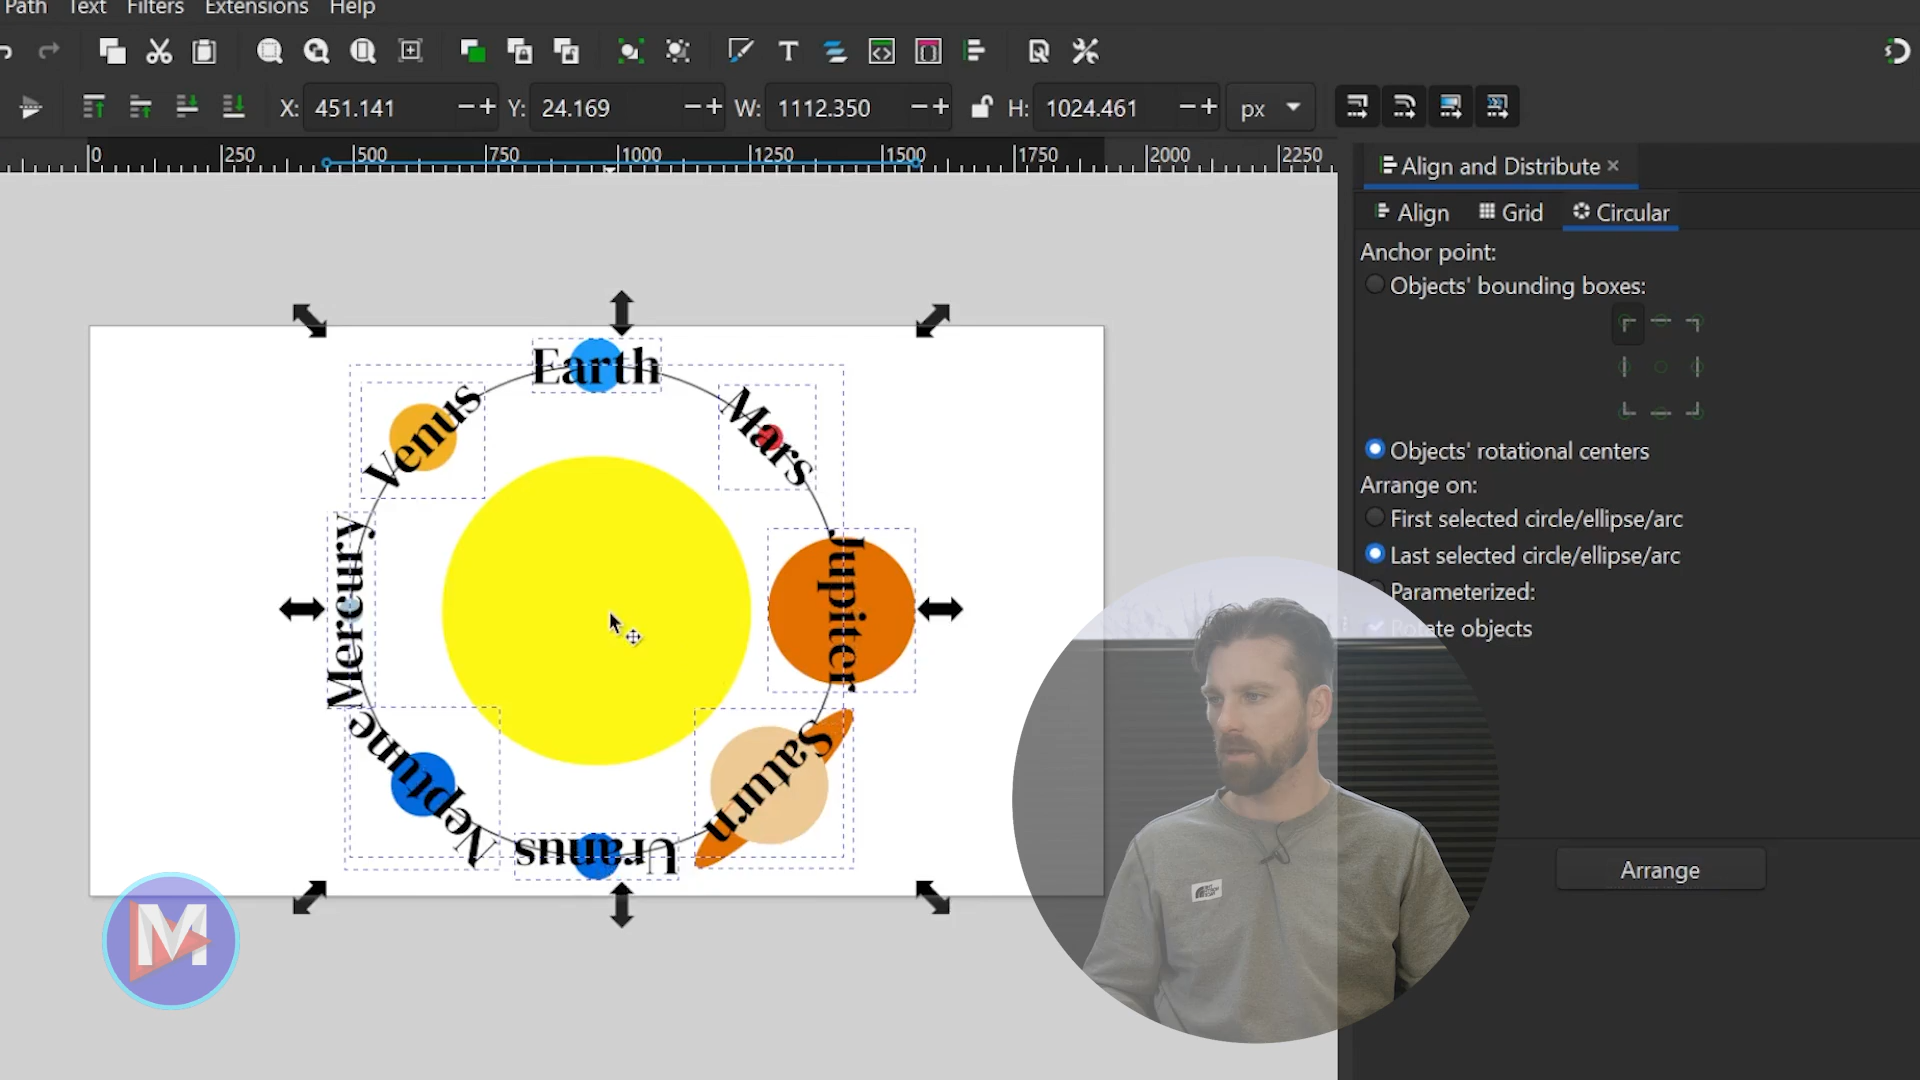 Path Text Filters Extensions Help
X: 451.141 Y: 24.169 W: 1112.350 H: 1024.461 px
0 250 500 750 1000 1250 1500 1750 2000 2250
Align and Distribute
Align Grid Circular
Anchor point:
Objects' bounding boxes:
Objects' rotational centers
Arrange on:
First selected circle/ellipse/arc
Last selected circle/ellipse/arc
Parameterized:
Rotate objects
Arrange
Earth
Venus
Mars
Mercury
Jupiter
Neptune
Saturn
Uranus
M